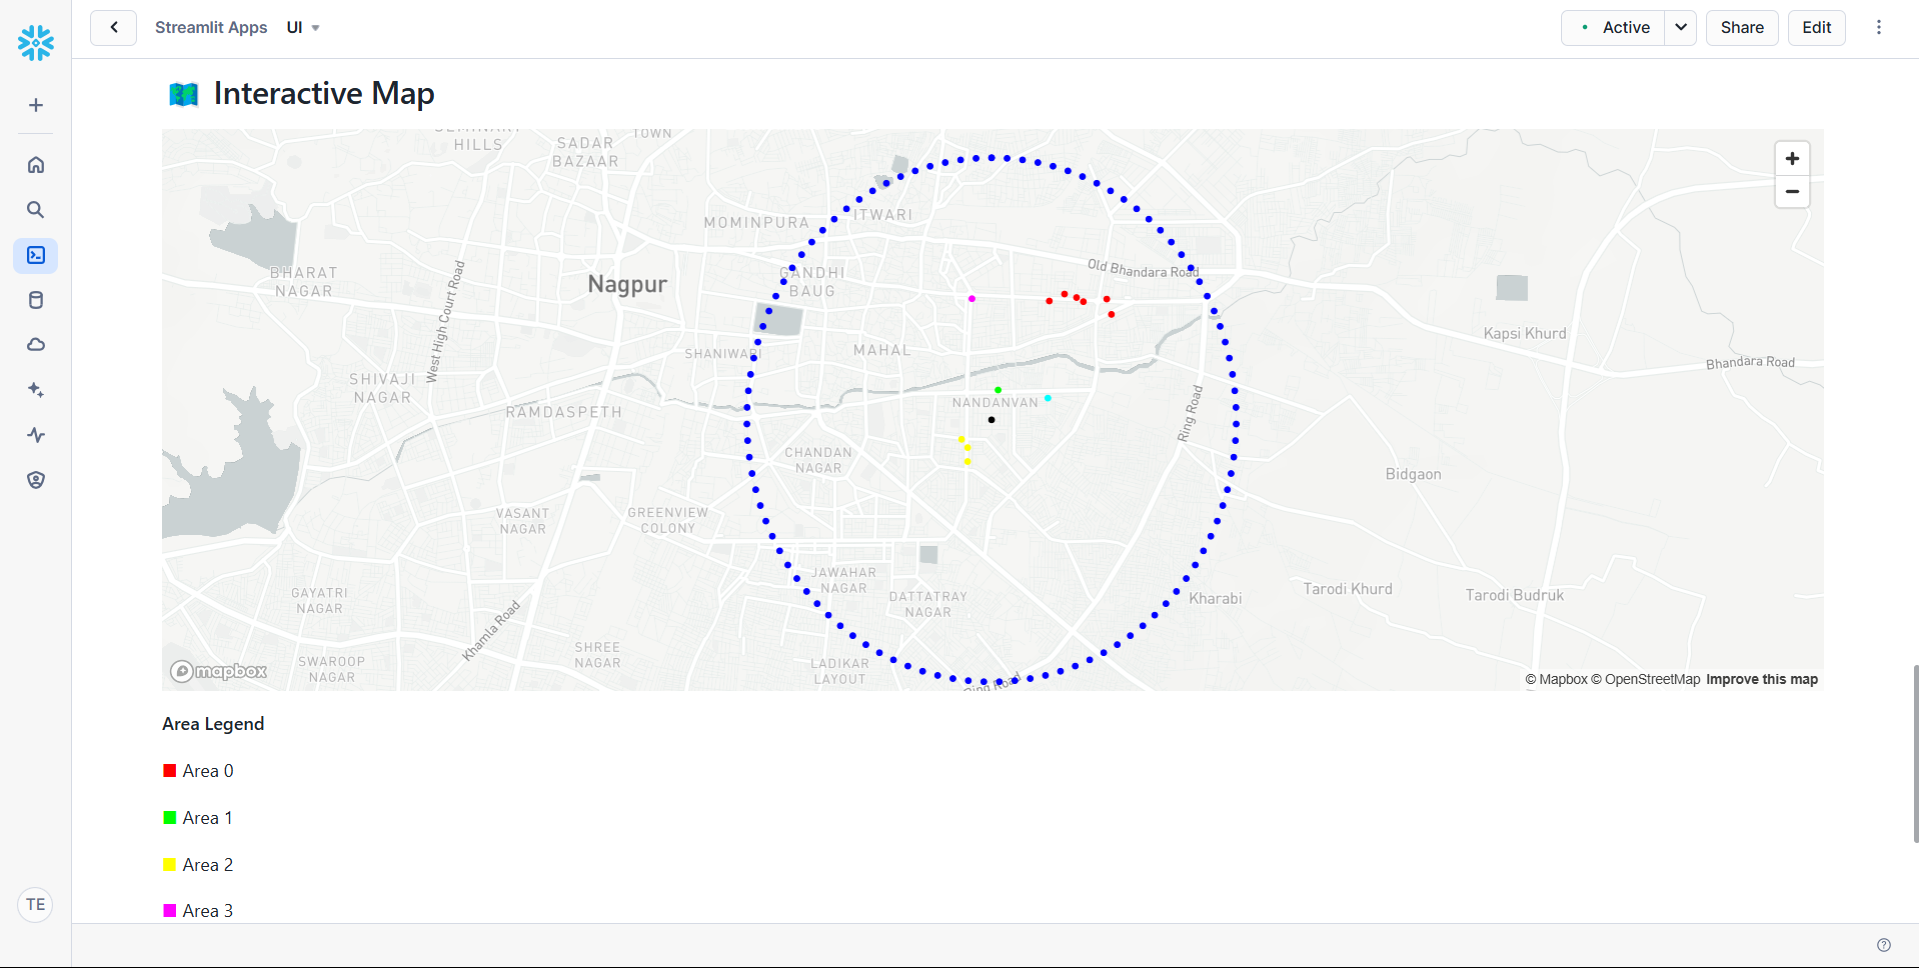 Streamlit Apps UI
Active
Share
Edit
Interactive Map
SEMINARY
HILLS
SADAR
BAZAAR
TOWN
MOMINPURA
ITWARI
BHARAT
NAGAR
West High Court Road
Nagpur
GANDHI
BAUG
Old Bhandara Road
SHANIWARI
MAHAL
Kapsi Khurd
Bhandara Road
SHIVAJI
NAGAR
RAMDASPETH
NANDANVAN
Ring Road
CHANDAN
NAGAR
Bidgaon
VASANT
NAGAR
GREENVIEW
COLONY
GAYATRI
NAGAR
JAWAHAR
NAGAR
DATTATRAY
NAGAR
Kharabi
Tarodi Khurd
Tarodi Budruk
Khamla Road
SWAROOP
NAGAR
SHREE
NAGAR
LADIKAR
LAYOUT
Ring Road
mapbox
© Mapbox © OpenStreetMap Improve this map
Area Legend
Area 0
Area 1
Area 2
Area 3
TE